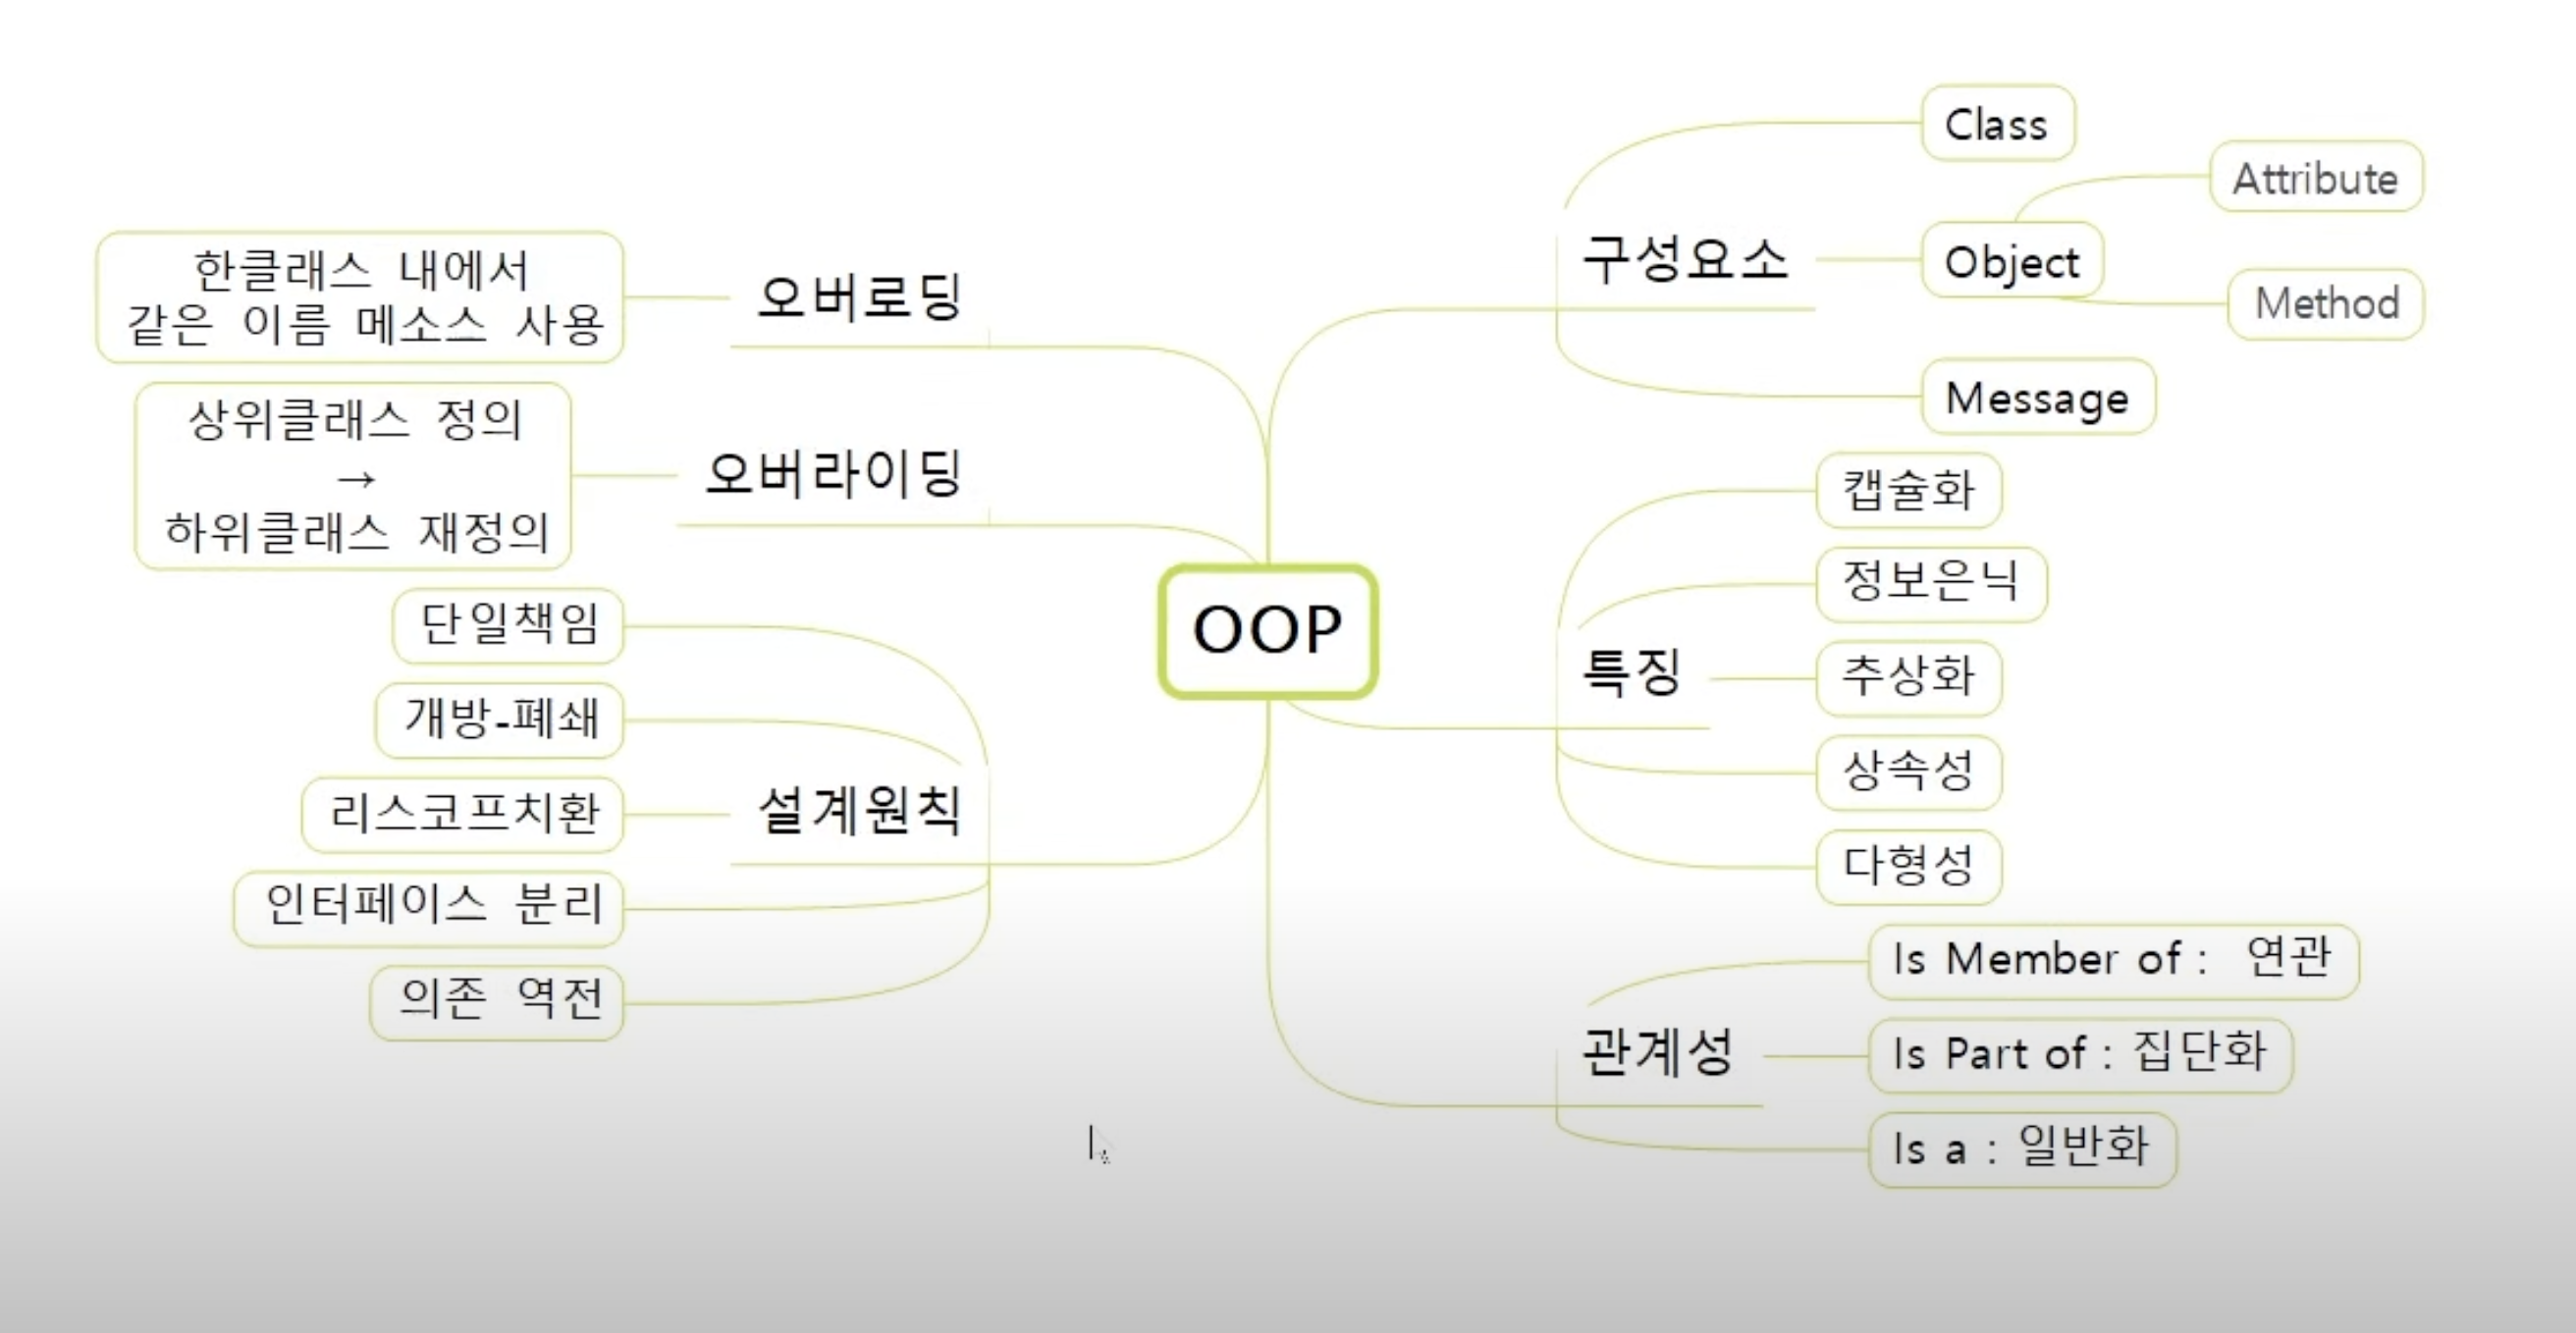 OOP
구성요소
Class
Object
Attribute
Method
Message
특징
캡슐화
정보은닉
추상화
상속성
다형성
관계성
Is Member of : 연관
Is Part of : 집단화
Is a : 일반화
오버로딩
한클래스 내에서
같은 이름 메소스 사용
오버라이딩
상위클래스 정의
→
하위클래스 재정의
설계원칙
단일책임
개방-폐쇄
리스코프치환
인터페이스 분리
의존 역전